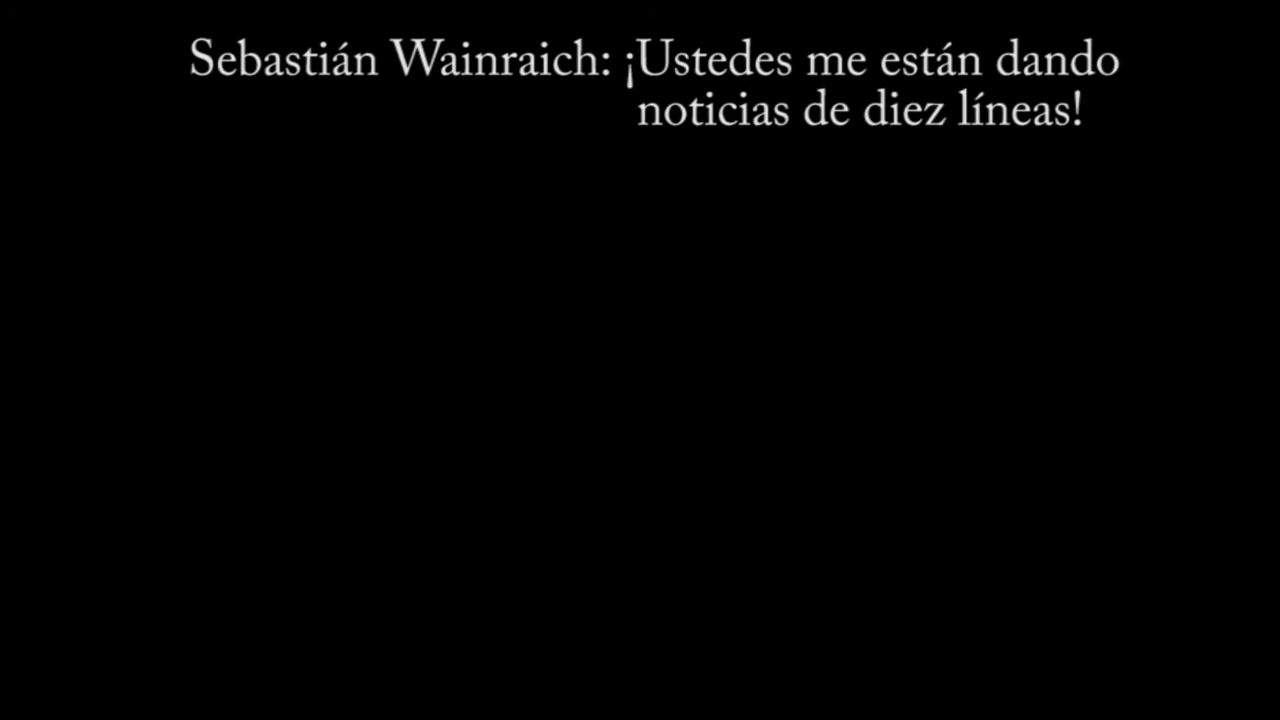 Sebastián Wainraich: ¡Ustedes me están dando
noticias de diez líneas!